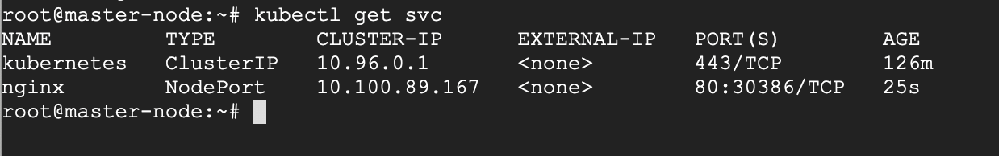 root@master-node:~# kubectl get svc
NAME         TYPE        CLUSTER-IP      EXTERNAL-IP   PORT(S)        AGE
kubernetes   ClusterIP   10.96.0.1       <none>        443/TCP        126m
nginx        NodePort    10.100.89.167   <none>        80:30386/TCP   25s
root@master-node:~#